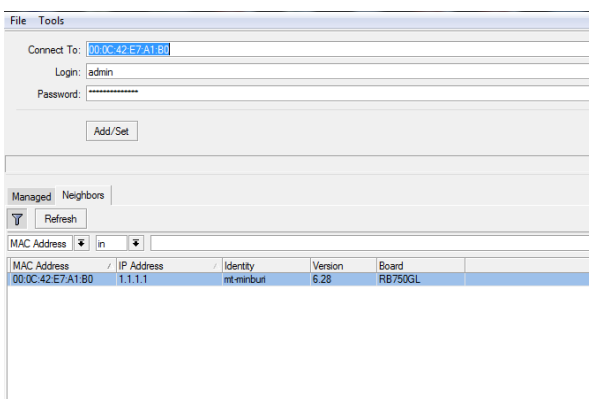 File Tools
Connect To: 00:0C:42:E7:A1:B0
Login: admin
Password: **************
Add/Set
Managed Neighbors
Refresh
MAC Address in
MAC Address IP Address Identity Version Board
00:0C:42:E7:A1:B0 1.1.1.1 mt-minburi 6.28 RB750GL